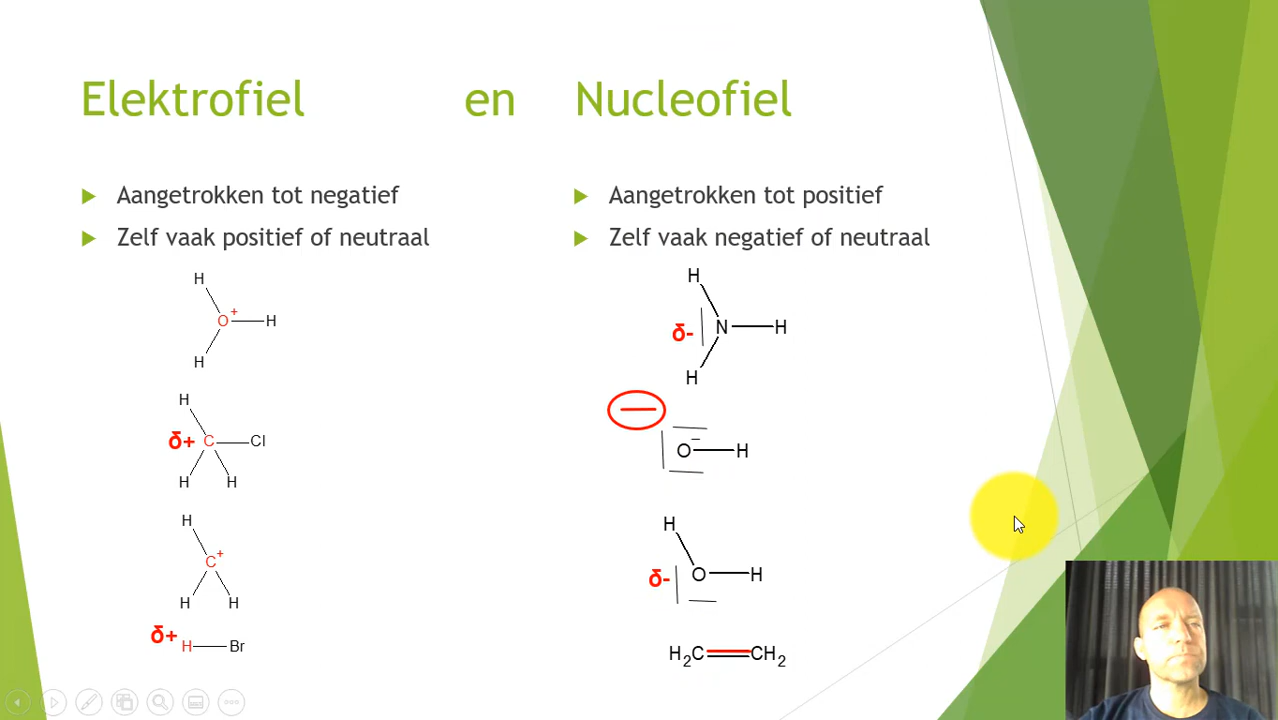 Elektrofiel en Nucleofiel
Aangetrokken tot negatief
Zelf vaak positief of neutraal
H
O+ H
H
H
δ+ C Cl
H H
H
C+
H H
δ+ H Br
Aangetrokken tot positief
Zelf vaak negatief of neutraal
H
δ- N H
H
−
O− H
H
δ- O H
H2C CH2